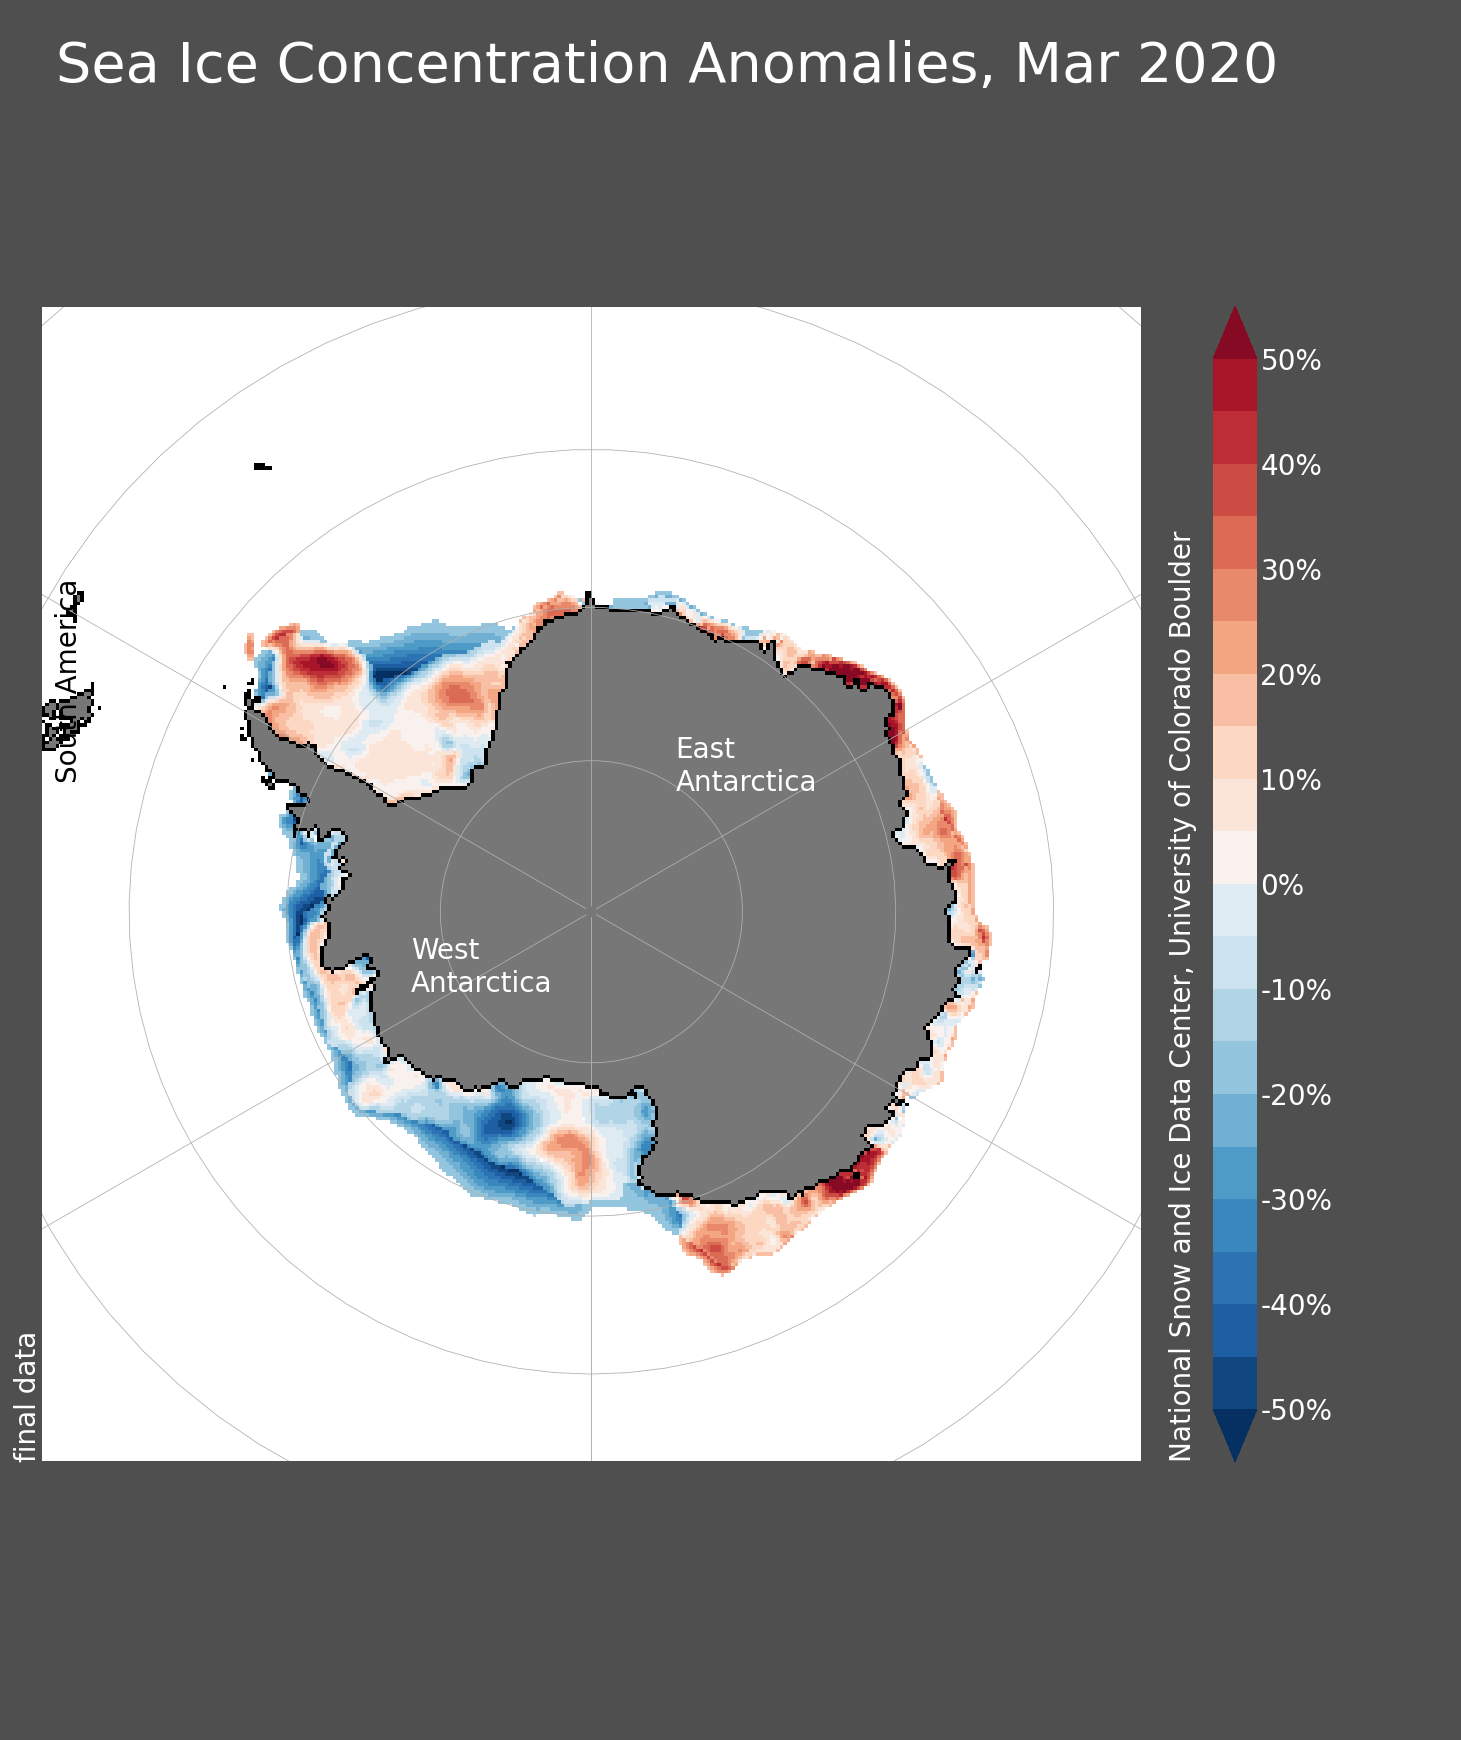 Sea Ice Concentration Anomalies, Mar 2020
South America
East
Antarctica
West
Antarctica
final data
National Snow and Ice Data Center, University of Colorado Boulder
50%
40%
30%
20%
10%
0%
-10%
-20%
-30%
-40%
-50%